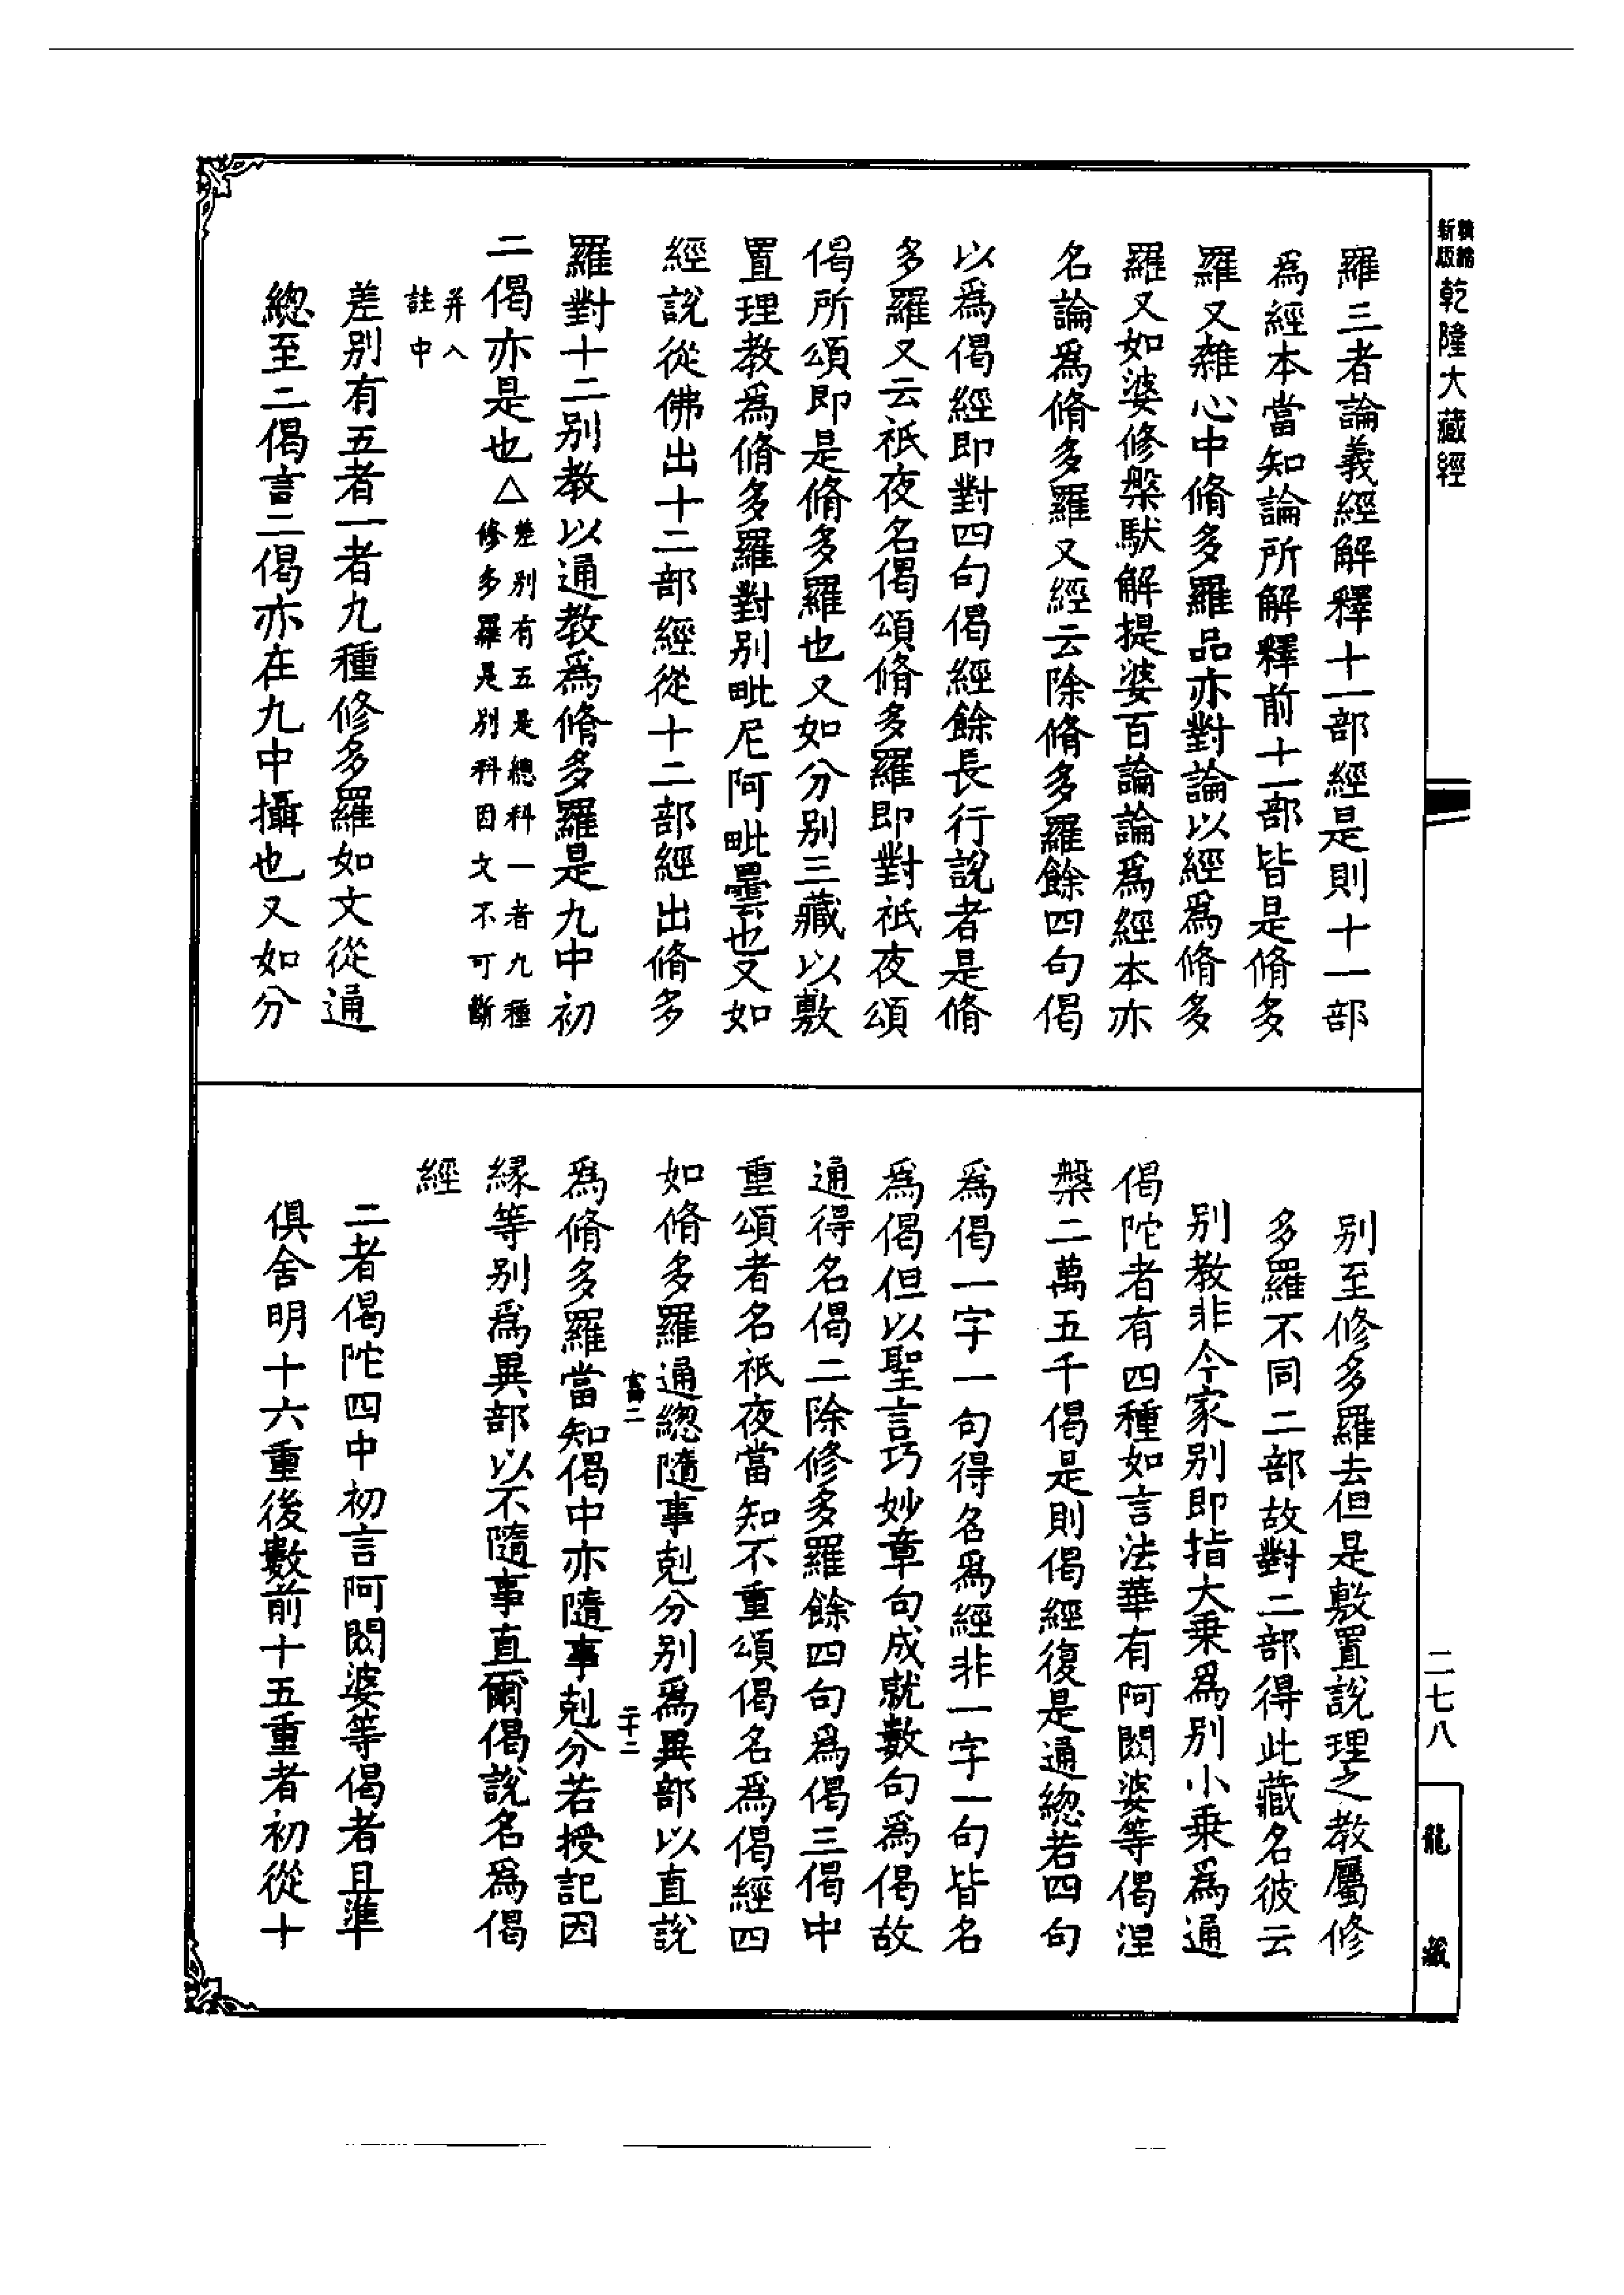 新編
縮版
乾隆大藏經
羅三者論義經解釋十一部經是則十一部
為經本當知論所解釋前十一部皆是脩多
羅又雜心中脩多羅品亦對論以經爲脩多
羅又如婆修槃馱解提婆百論論爲經本亦
名論爲脩多羅又經云除脩多羅餘四句偈
以爲偈經即對四句偈偈經餘長行說者是脩
多羅又云祇夜名偈頌脩多羅即對祇夜頌
偈所頌即是脩多羅也又如分別三藏以敷
置理教爲脩多羅對別毗尼阿毗曇也又如
經說從佛出十二部經從十二部經出脩多
羅對十二別教以通教爲脩多羅是九中初
二偈亦是也△
差別有五是總科一者九種
修多羅是別科因文不可斷
并入
註中
差別有五者一者九種修多羅如文從通
總至二偈言二偈亦在九中攝也又如分
別至修多羅去但是敷置說理之教屬修
多羅不同二部故對二部得此藏名彼云
別教非今家別即指大乗爲別小乗爲通
偈陀者有四種如言法華有阿閦婆等偈涅
槃二萬五千偈是則偈經復是通總若四句
爲偈一字一句得名爲經非一字一句皆名
爲偈但以聖言巧妙章句成就數句爲偈故
通得名偈二除修多羅餘四句爲偈三偈中
重頌者名祇夜當知不重頌偈名爲偈經四
如脩多羅通總隨事剋分別爲異部以直說
二
二十二
爲脩多羅當知偈中亦隨事剋分若授記因
緣等別爲異部以不隨事直爾偈說名爲偈
經
二者偈陀四中初言阿閦婆等偈者且準
俱舍明十六重後數前十五重者初從十
二七八
龍藏